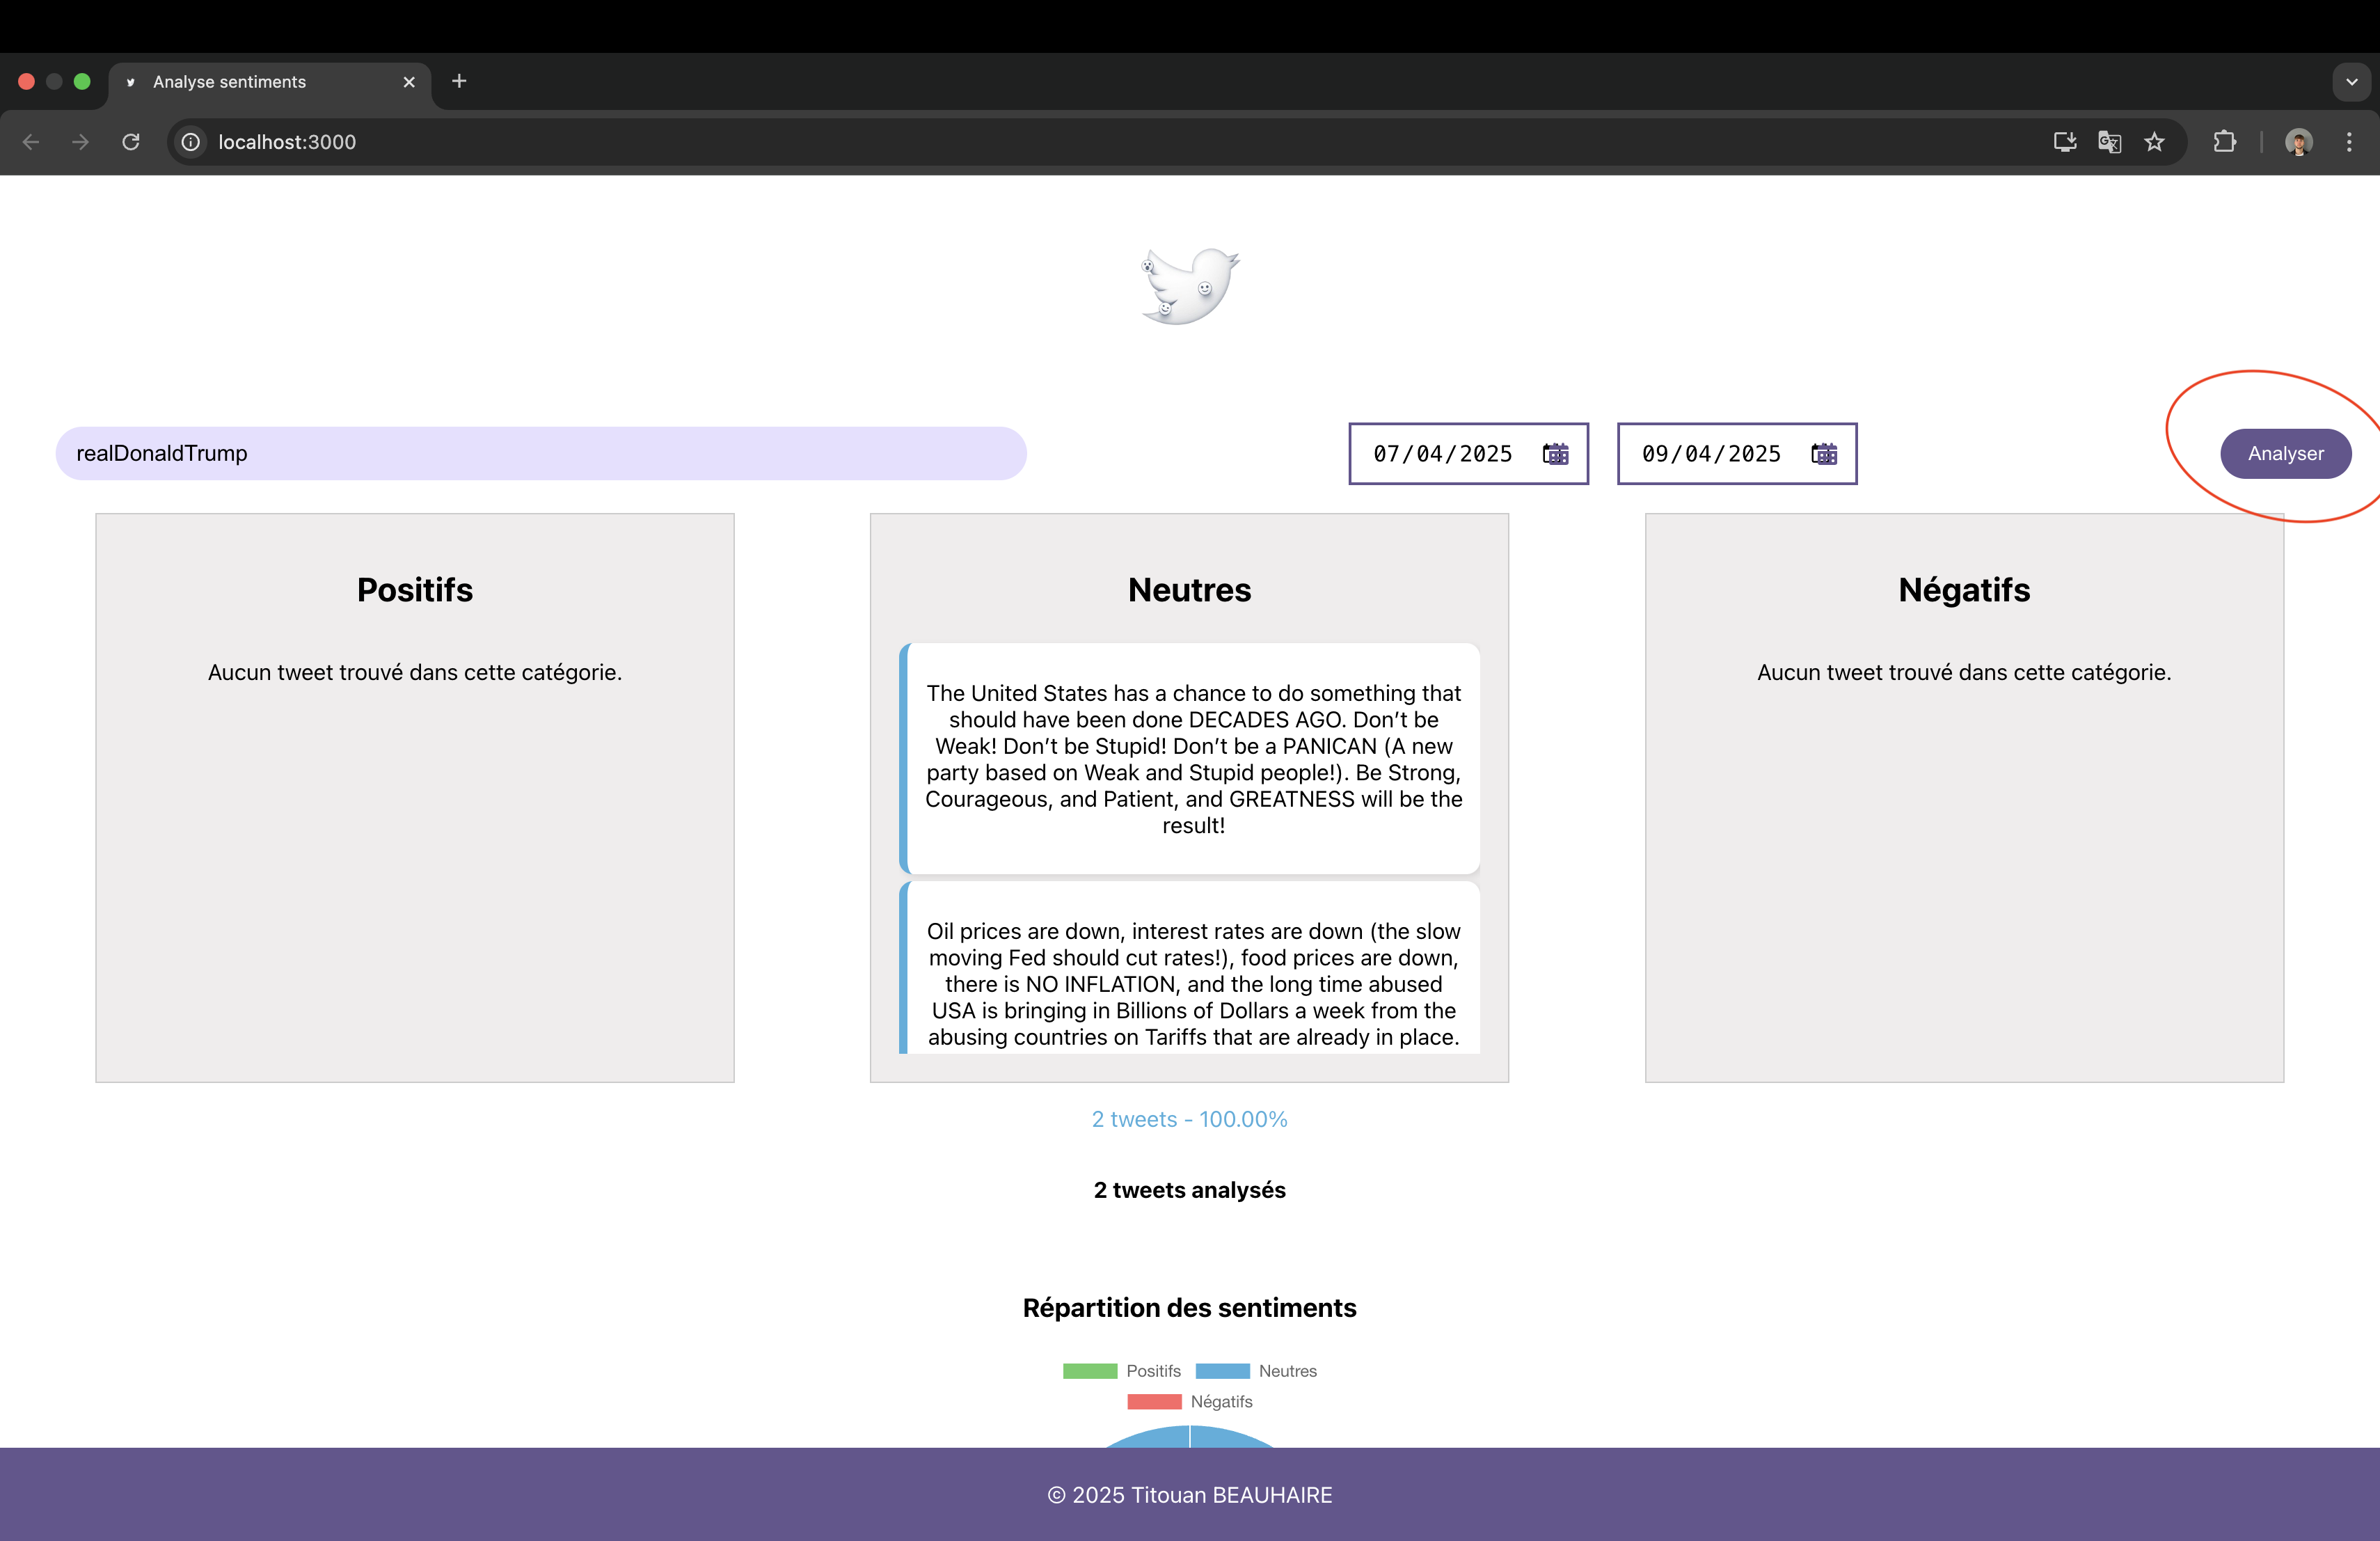 Analyse sentiments
localhost:3000
realDonaldTrump
07/04/2025
09/04/2025
Analyser
Positifs
Aucun tweet trouvé dans cette catégorie.
Neutres
The United States has a chance to do something that
should have been done DECADES AGO. Don’t be
Weak! Don’t be Stupid! Don’t be a PANICAN (A new
party based on Weak and Stupid people!). Be Strong,
Courageous, and Patient, and GREATNESS will be the
result!
Oil prices are down, interest rates are down (the slow
moving Fed should cut rates!), food prices are down,
there is NO INFLATION, and the long time abused
USA is bringing in Billions of Dollars a week from the
abusing countries on Tariffs that are already in place.
Négatifs
Aucun tweet trouvé dans cette catégorie.
2 tweets - 100.00%
2 tweets analysés
Répartition des sentiments
Positifs
Neutres
Négatifs
© 2025 Titouan BEAUHAIRE